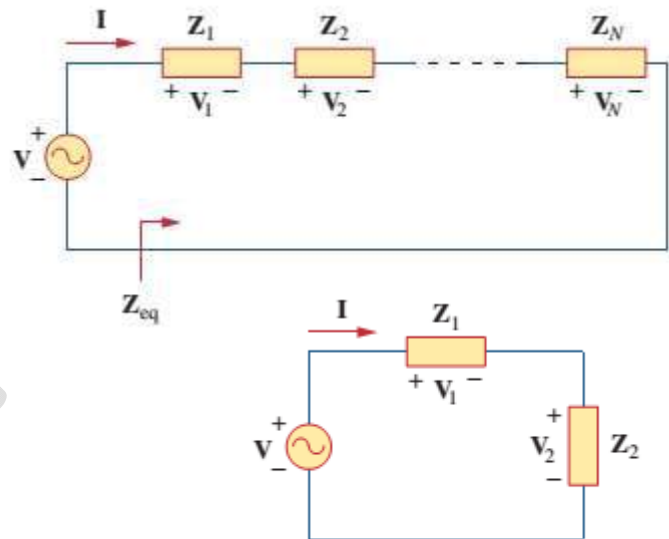 I Z1 Z2 ZN
+ V1 − + V2 − + VN −
V + −
Zeq
I Z1
+ V1 −
V + − + V2 − Z2